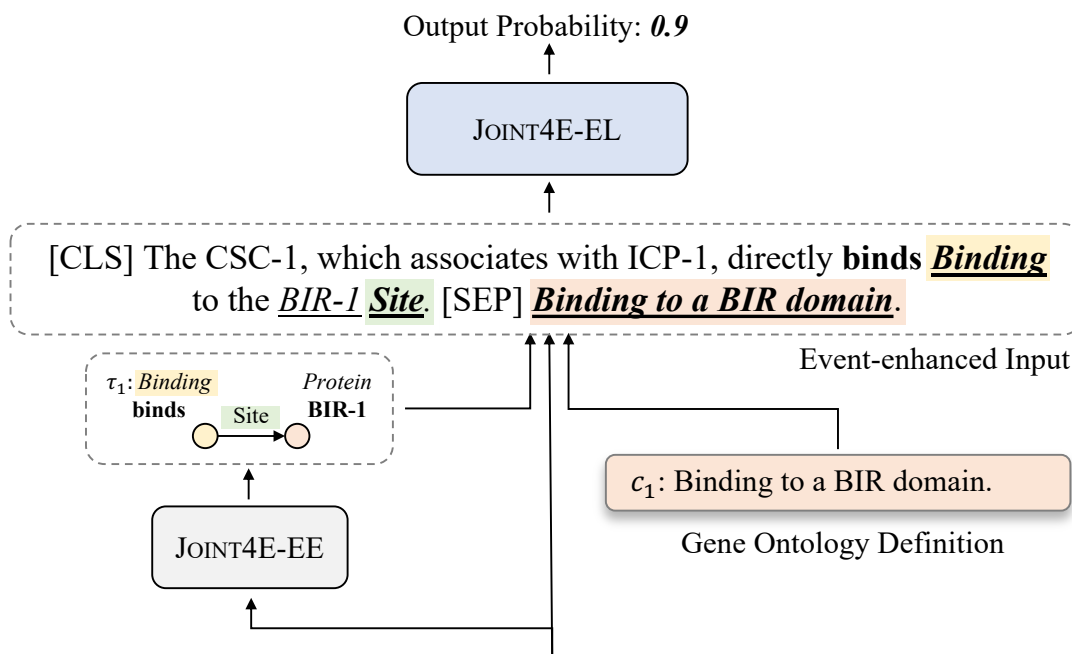 Output Probability: 0.9
JOINT4E-EL
[CLS] The CSC-1, which associates with ICP-1, directly binds Binding
to the BIR-1 Site. [SEP] Binding to a BIR domain.
Event-enhanced Input
τ₁: Binding Protein
binds Site BIR-1
c₁: Binding to a BIR domain.
JOINT4E-EE
Gene Ontology Definition